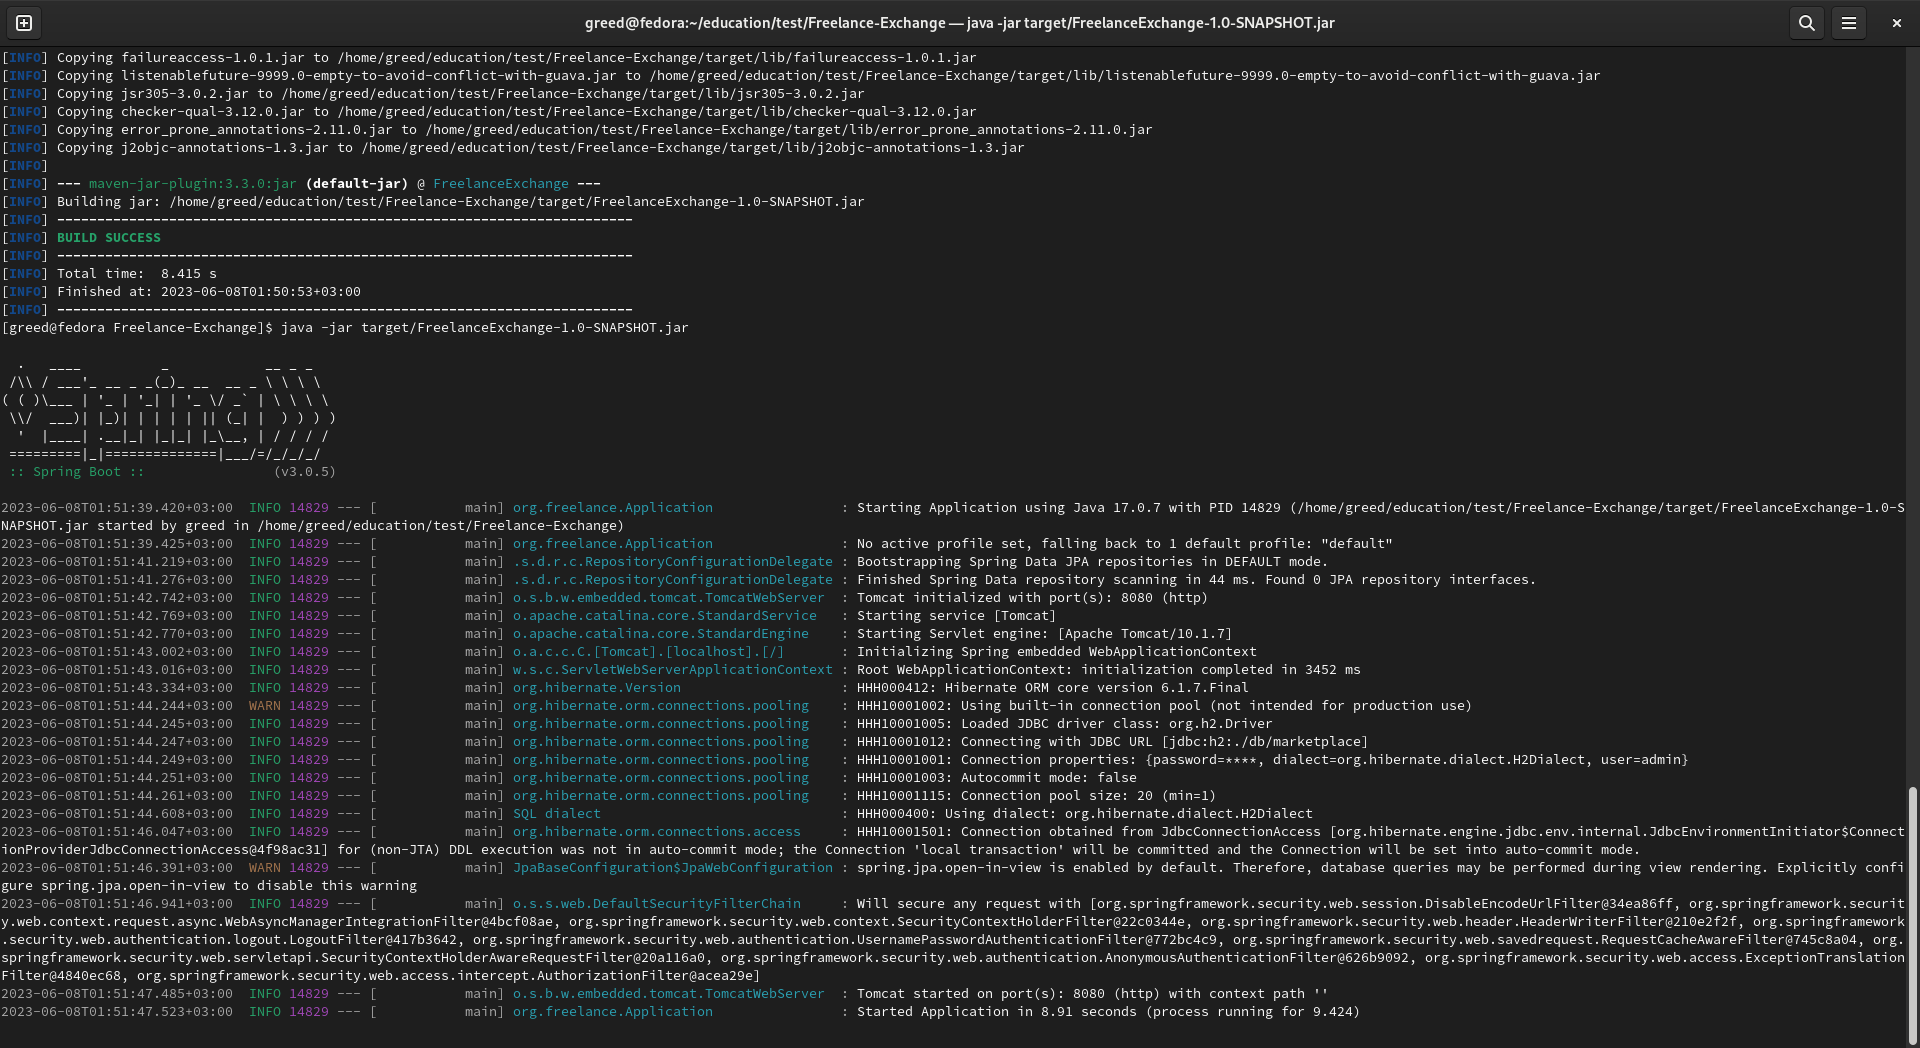 greed@fedora:~/education/test/Freelance-Exchange — java -jar target/FreelanceExchange-1.0-SNAPSHOT.jar
[INFO] Copying failureaccess-1.0.1.jar to /home/greed/education/test/Freelance-Exchange/target/lib/failureaccess-1.0.1.jar
[INFO] Copying listenablefuture-9999.0-empty-to-avoid-conflict-with-guava.jar to /home/greed/education/test/Freelance-Exchange/target/lib/listenablefuture-9999.0-empty-to-avoid-conflict-with-guava.jar
[INFO] Copying jsr305-3.0.2.jar to /home/greed/education/test/Freelance-Exchange/target/lib/jsr305-3.0.2.jar
[INFO] Copying checker-qual-3.12.0.jar to /home/greed/education/test/Freelance-Exchange/target/lib/checker-qual-3.12.0.jar
[INFO] Copying error_prone_annotations-2.11.0.jar to /home/greed/education/test/Freelance-Exchange/target/lib/error_prone_annotations-2.11.0.jar
[INFO] Copying j2objc-annotations-1.3.jar to /home/greed/education/test/Freelance-Exchange/target/lib/j2objc-annotations-1.3.jar
[INFO]
[INFO] --- maven-jar-plugin:3.3.0:jar (default-jar) @ FreelanceExchange ---
[INFO] Building jar: /home/greed/education/test/Freelance-Exchange/target/FreelanceExchange-1.0-SNAPSHOT.jar
[INFO] ------------------------------------------------------------------------
[INFO] BUILD SUCCESS
[INFO] ------------------------------------------------------------------------
[INFO] Total time:  8.415 s
[INFO] Finished at: 2023-06-08T01:50:53+03:00
[INFO] ------------------------------------------------------------------------
[greed@fedora Freelance-Exchange]$ java -jar target/FreelanceExchange-1.0-SNAPSHOT.jar
  .   ____          _            __ _ _
 /\\ / ___'_ __ _ _(_)_ __  __ _ \ \ \ \
( ( )\___ | '_ | '_| | '_ \/ _` | \ \ \ \
 \\/  ___)| |_)| | | | | || (_| |  ) ) ) )
  '  |____| .__|_| |_|_| |_\__, | / / / /
 =========|_|==============|___/=/_/_/_/
 :: Spring Boot ::                (v3.0.5)
2023-06-08T01:51:39.420+03:00  INFO 14829 --- [           main] org.freelance.Application                : Starting Application using Java 17.0.7 with PID 14829 (/home/greed/education/test/Freelance-Exchange/target/FreelanceExchange-1.0-S
NAPSHOT.jar started by greed in /home/greed/education/test/Freelance-Exchange)
2023-06-08T01:51:39.425+03:00  INFO 14829 --- [           main] org.freelance.Application                : No active profile set, falling back to 1 default profile: "default"
2023-06-08T01:51:41.219+03:00  INFO 14829 --- [           main] .s.d.r.c.RepositoryConfigurationDelegate : Bootstrapping Spring Data JPA repositories in DEFAULT mode.
2023-06-08T01:51:41.276+03:00  INFO 14829 --- [           main] .s.d.r.c.RepositoryConfigurationDelegate : Finished Spring Data repository scanning in 44 ms. Found 0 JPA repository interfaces.
2023-06-08T01:51:42.742+03:00  INFO 14829 --- [           main] o.s.b.w.embedded.tomcat.TomcatWebServer  : Tomcat initialized with port(s): 8080 (http)
2023-06-08T01:51:42.769+03:00  INFO 14829 --- [           main] o.apache.catalina.core.StandardService   : Starting service [Tomcat]
2023-06-08T01:51:42.770+03:00  INFO 14829 --- [           main] o.apache.catalina.core.StandardEngine    : Starting Servlet engine: [Apache Tomcat/10.1.7]
2023-06-08T01:51:43.002+03:00  INFO 14829 --- [           main] o.a.c.c.C.[Tomcat].[localhost].[/]       : Initializing Spring embedded WebApplicationContext
2023-06-08T01:51:43.016+03:00  INFO 14829 --- [           main] w.s.c.ServletWebServerApplicationContext : Root WebApplicationContext: initialization completed in 3452 ms
2023-06-08T01:51:43.334+03:00  INFO 14829 --- [           main] org.hibernate.Version                    : HHH000412: Hibernate ORM core version 6.1.7.Final
2023-06-08T01:51:44.244+03:00  WARN 14829 --- [           main] org.hibernate.orm.connections.pooling    : HHH10001002: Using built-in connection pool (not intended for production use)
2023-06-08T01:51:44.245+03:00  INFO 14829 --- [           main] org.hibernate.orm.connections.pooling    : HHH10001005: Loaded JDBC driver class: org.h2.Driver
2023-06-08T01:51:44.247+03:00  INFO 14829 --- [           main] org.hibernate.orm.connections.pooling    : HHH10001012: Connecting with JDBC URL [jdbc:h2:./db/marketplace]
2023-06-08T01:51:44.249+03:00  INFO 14829 --- [           main] org.hibernate.orm.connections.pooling    : HHH10001001: Connection properties: {password=****, dialect=org.hibernate.dialect.H2Dialect, user=admin}
2023-06-08T01:51:44.251+03:00  INFO 14829 --- [           main] org.hibernate.orm.connections.pooling    : HHH10001003: Autocommit mode: false
2023-06-08T01:51:44.261+03:00  INFO 14829 --- [           main] org.hibernate.orm.connections.pooling    : HHH10001115: Connection pool size: 20 (min=1)
2023-06-08T01:51:44.608+03:00  INFO 14829 --- [           main] SQL dialect                              : HHH000400: Using dialect: org.hibernate.dialect.H2Dialect
2023-06-08T01:51:46.047+03:00  INFO 14829 --- [           main] org.hibernate.orm.connections.access     : HHH10001501: Connection obtained from JdbcConnectionAccess [org.hibernate.engine.jdbc.env.internal.JdbcEnvironmentInitiator$Connect
ionProviderJdbcConnectionAccess@4f98ac31] for (non-JTA) DDL execution was not in auto-commit mode; the Connection 'local transaction' will be committed and the Connection will be set into auto-commit mode.
2023-06-08T01:51:46.391+03:00  WARN 14829 --- [           main] JpaBaseConfiguration$JpaWebConfiguration : spring.jpa.open-in-view is enabled by default. Therefore, database queries may be performed during view rendering. Explicitly confi
gure spring.jpa.open-in-view to disable this warning
2023-06-08T01:51:46.941+03:00  INFO 14829 --- [           main] o.s.s.web.DefaultSecurityFilterChain     : Will secure any request with [org.springframework.security.web.session.DisableEncodeUrlFilter@34ea86ff, org.springframework.securit
y.web.context.request.async.WebAsyncManagerIntegrationFilter@4bcf08ae, org.springframework.security.web.context.SecurityContextHolderFilter@22c0344e, org.springframework.security.web.header.HeaderWriterFilter@210e2f2f, org.springframework
.security.web.authentication.logout.LogoutFilter@417b3642, org.springframework.security.web.authentication.UsernamePasswordAuthenticationFilter@772bc4c9, org.springframework.security.web.savedrequest.RequestCacheAwareFilter@745c8a04, org.
springframework.security.web.servletapi.SecurityContextHolderAwareRequestFilter@20a116a0, org.springframework.security.web.authentication.AnonymousAuthenticationFilter@626b9092, org.springframework.security.web.access.ExceptionTranslation
Filter@4840ec68, org.springframework.security.web.access.intercept.AuthorizationFilter@acea29e]
2023-06-08T01:51:47.485+03:00  INFO 14829 --- [           main] o.s.b.w.embedded.tomcat.TomcatWebServer  : Tomcat started on port(s): 8080 (http) with context path ''
2023-06-08T01:51:47.523+03:00  INFO 14829 --- [           main] org.freelance.Application                : Started Application in 8.91 seconds (process running for 9.424)